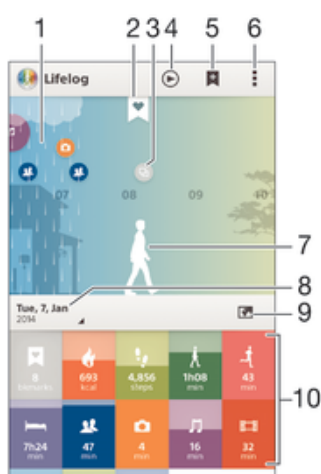 1 2 3 4 5 6
Lifelog
07 08 09 10
7
Tue, 7, Jan
8
2014
9
8 693 4,856 1h08 43
bikmarks kcal steps min min
10
7h24 47 4 16 32
min min min min min